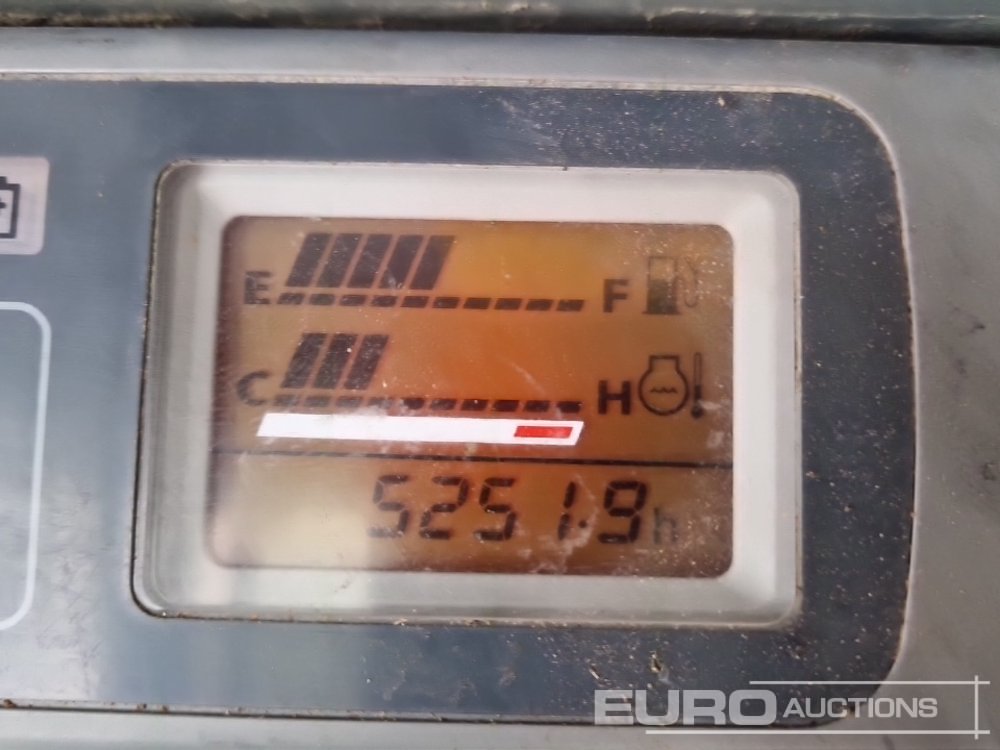 E F
C H
5251.9h
EURO AUCTIONS